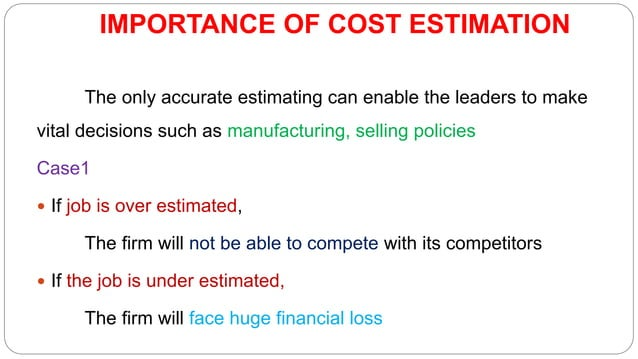 IMPORTANCE OF COST ESTIMATION
The only accurate estimating can enable the leaders to make
vital decisions such as manufacturing, selling policies
Case1
• If job is over estimated,
The firm will not be able to compete with its competitors
• If the job is under estimated,
The firm will face huge financial loss